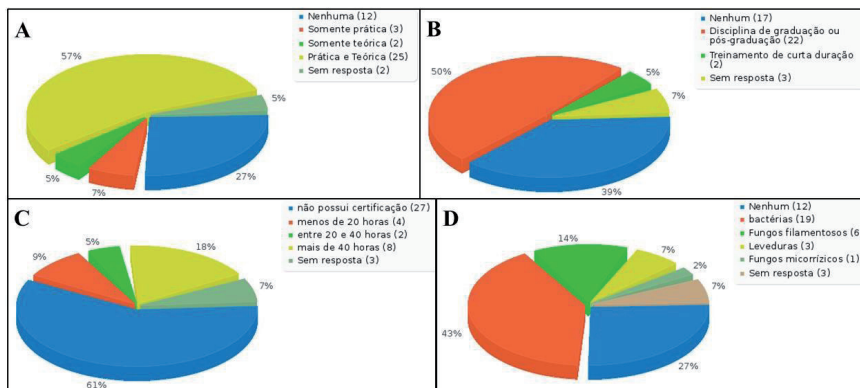 A
Nenhuma (12)
Somente prática (3)
Somente teórica (2)
Prática e Teórica (25)
Sem resposta (2)
57%
5%
5%
7%
27%
B
Nenhum (17)
Disciplina de graduação ou
pós-graduação (22)
Treinamento de curta duração
(2)
Sem resposta (3)
50%
5%
7%
39%
C
não possui certificação (27)
menos de 20 horas (4)
entre 20 e 40 horas (2)
mais de 40 horas (8)
Sem resposta (3)
5%
18%
9%
7%
61%
D
Nenhum (12)
bactérias (19)
Fungos filamentosos (6
Leveduras (3)
Fungos micorrízicos (1)
Sem resposta (3)
14%
7%
2%
7%
43%
27%